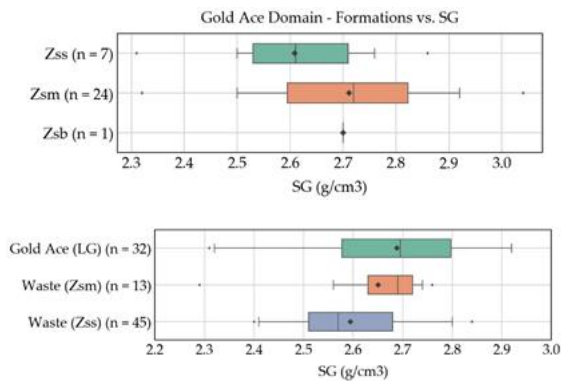 Gold Ace Domain - Formations vs. SG
Zss (n = 7)
Zsm (n = 24)
Zsb (n = 1)
2.3 2.4 2.5 2.6 2.7 2.8 2.9 3.0
SG (g/cm3)
Gold Ace (LG) (n = 32)
Waste (Zsm) (n = 13)
Waste (Zss) (n = 45)
2.2 2.3 2.4 2.5 2.6 2.7 2.8 2.9 3.0
SG (g/cm3)